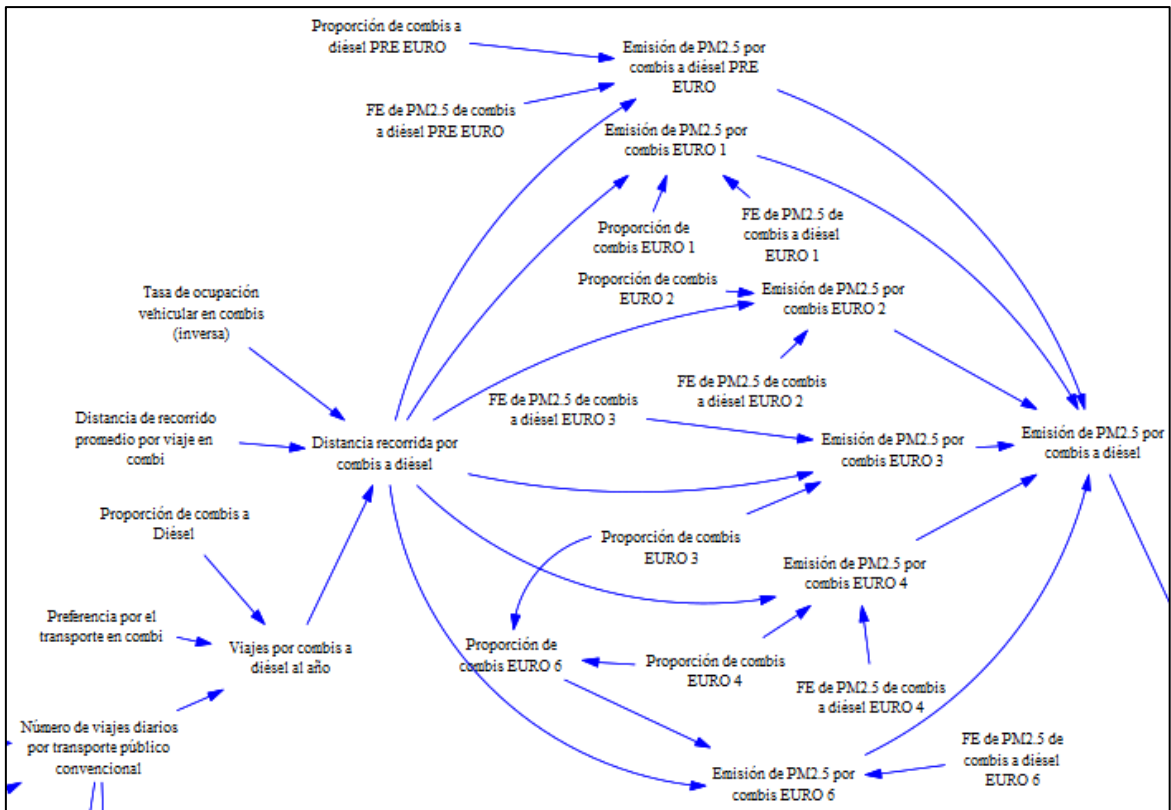 Proporción de combis a
diésel PRE EURO
Emisión de PM2.5 por
combis a diésel PRE
EURO
FE de PM2.5 de combis
a diésel PRE EURO
Emisión de PM2.5 por
combis EURO 1
Proporción de
combis EURO 1
FE de PM2.5 de
combis a diésel
EURO 1
Proporción de combis
EURO 2
Emisión de PM2.5 por
combis EURO 2
Tasa de ocupación
vehicular en combis
(inversa)
FE de PM2.5 de combis
a diésel EURO 2
FE de PM2.5 de combis
a diésel EURO 3
Distancia de recorrido
promedio por viaje en
combi
Distancia recorrida por
combis a diésel
Emisión de PM2.5 por
combis EURO 3
Emisión de PM2.5 por
combis a diésel
Proporción de combis a
Diésel
Proporción de combis
EURO 3
Emisión de PM2.5 por
combis EURO 4
Preferencia por el
transporte en combi
Viajes por combis a
diésel al año
Proporción de
combis EURO 6
Proporción de combis
EURO 4
FE de PM2.5 de combis
a diésel EURO 4
Número de viajes diarios
por transporte público
convencional
Emisión de PM2.5 por
combis EURO 6
FE de PM2.5 de
combis a diésel
EURO 6